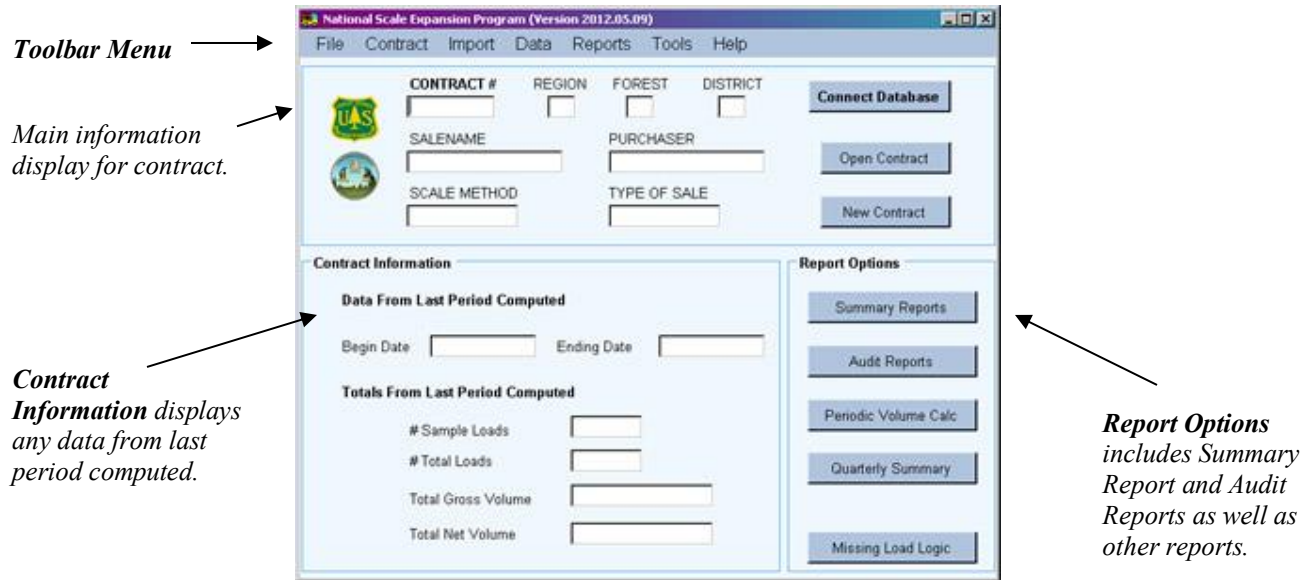 National Scale Expansion Program (Version 2012.05.09)
Toolbar Menu
File Contract Import Data Reports Tools Help
CONTRACT # REGION FOREST DISTRICT
Connect Database
UAS
Main information
display for contract.
SALENAME PURCHASER
Open Contract
SCALE METHOD TYPE OF SALE
New Contract
Contract Information
Data From Last Period Computed
Begin Date Ending Date
Totals From Last Period Computed
# Sample Loads
# Total Loads
Total Gross Volume
Total Net Volume
Contract
Information displays
any data from last
period computed.
Report Options
Summary Reports
Audit Reports
Periodic Volume Calc
Quarterly Summary
Missing Load Logic
Report Options
includes Summary
Report and Audit
Reports as well as
other reports.